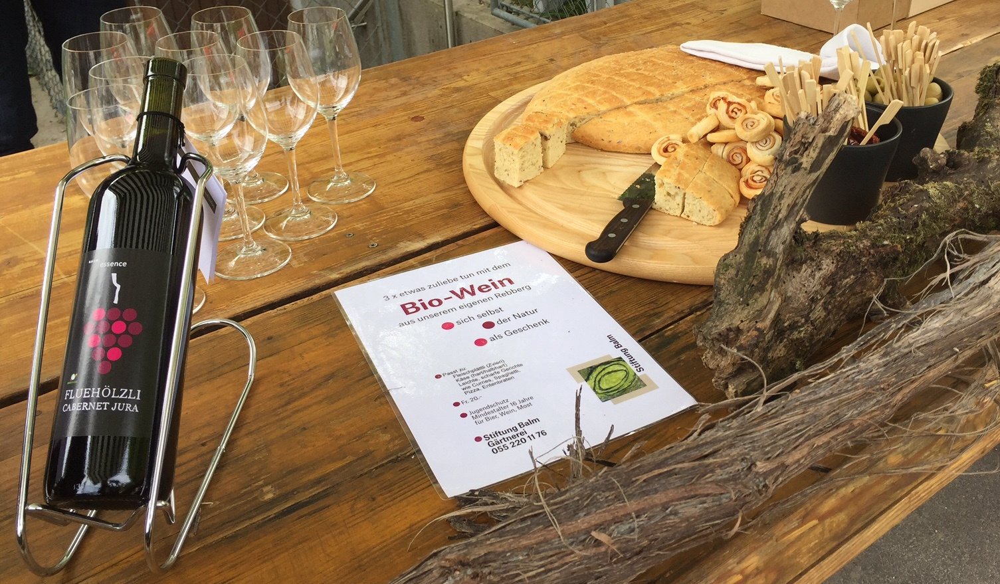 BALM essence
FLUEHÖLZLI
CABERNET JURA
3 x etwas zuliebe tun mit dem
Bio-Wein
aus unserem eigenen Rebberg
sich selbst
der Natur
als Geschenk
Passt zu:
Fleischplättli (Zvieri)
Käse (hart/halbhart)
Leichte, scharfe Gerichte
wie Curries, Spaghetti,
Pizza, Entenbraten
Fr. 20.-
Jugendschutz
Mindestalter 16 Jahre
für Bier, Wein, Most
Stiftung Balm
Gärtnerei
055 220 11 76
Stiftung Balm